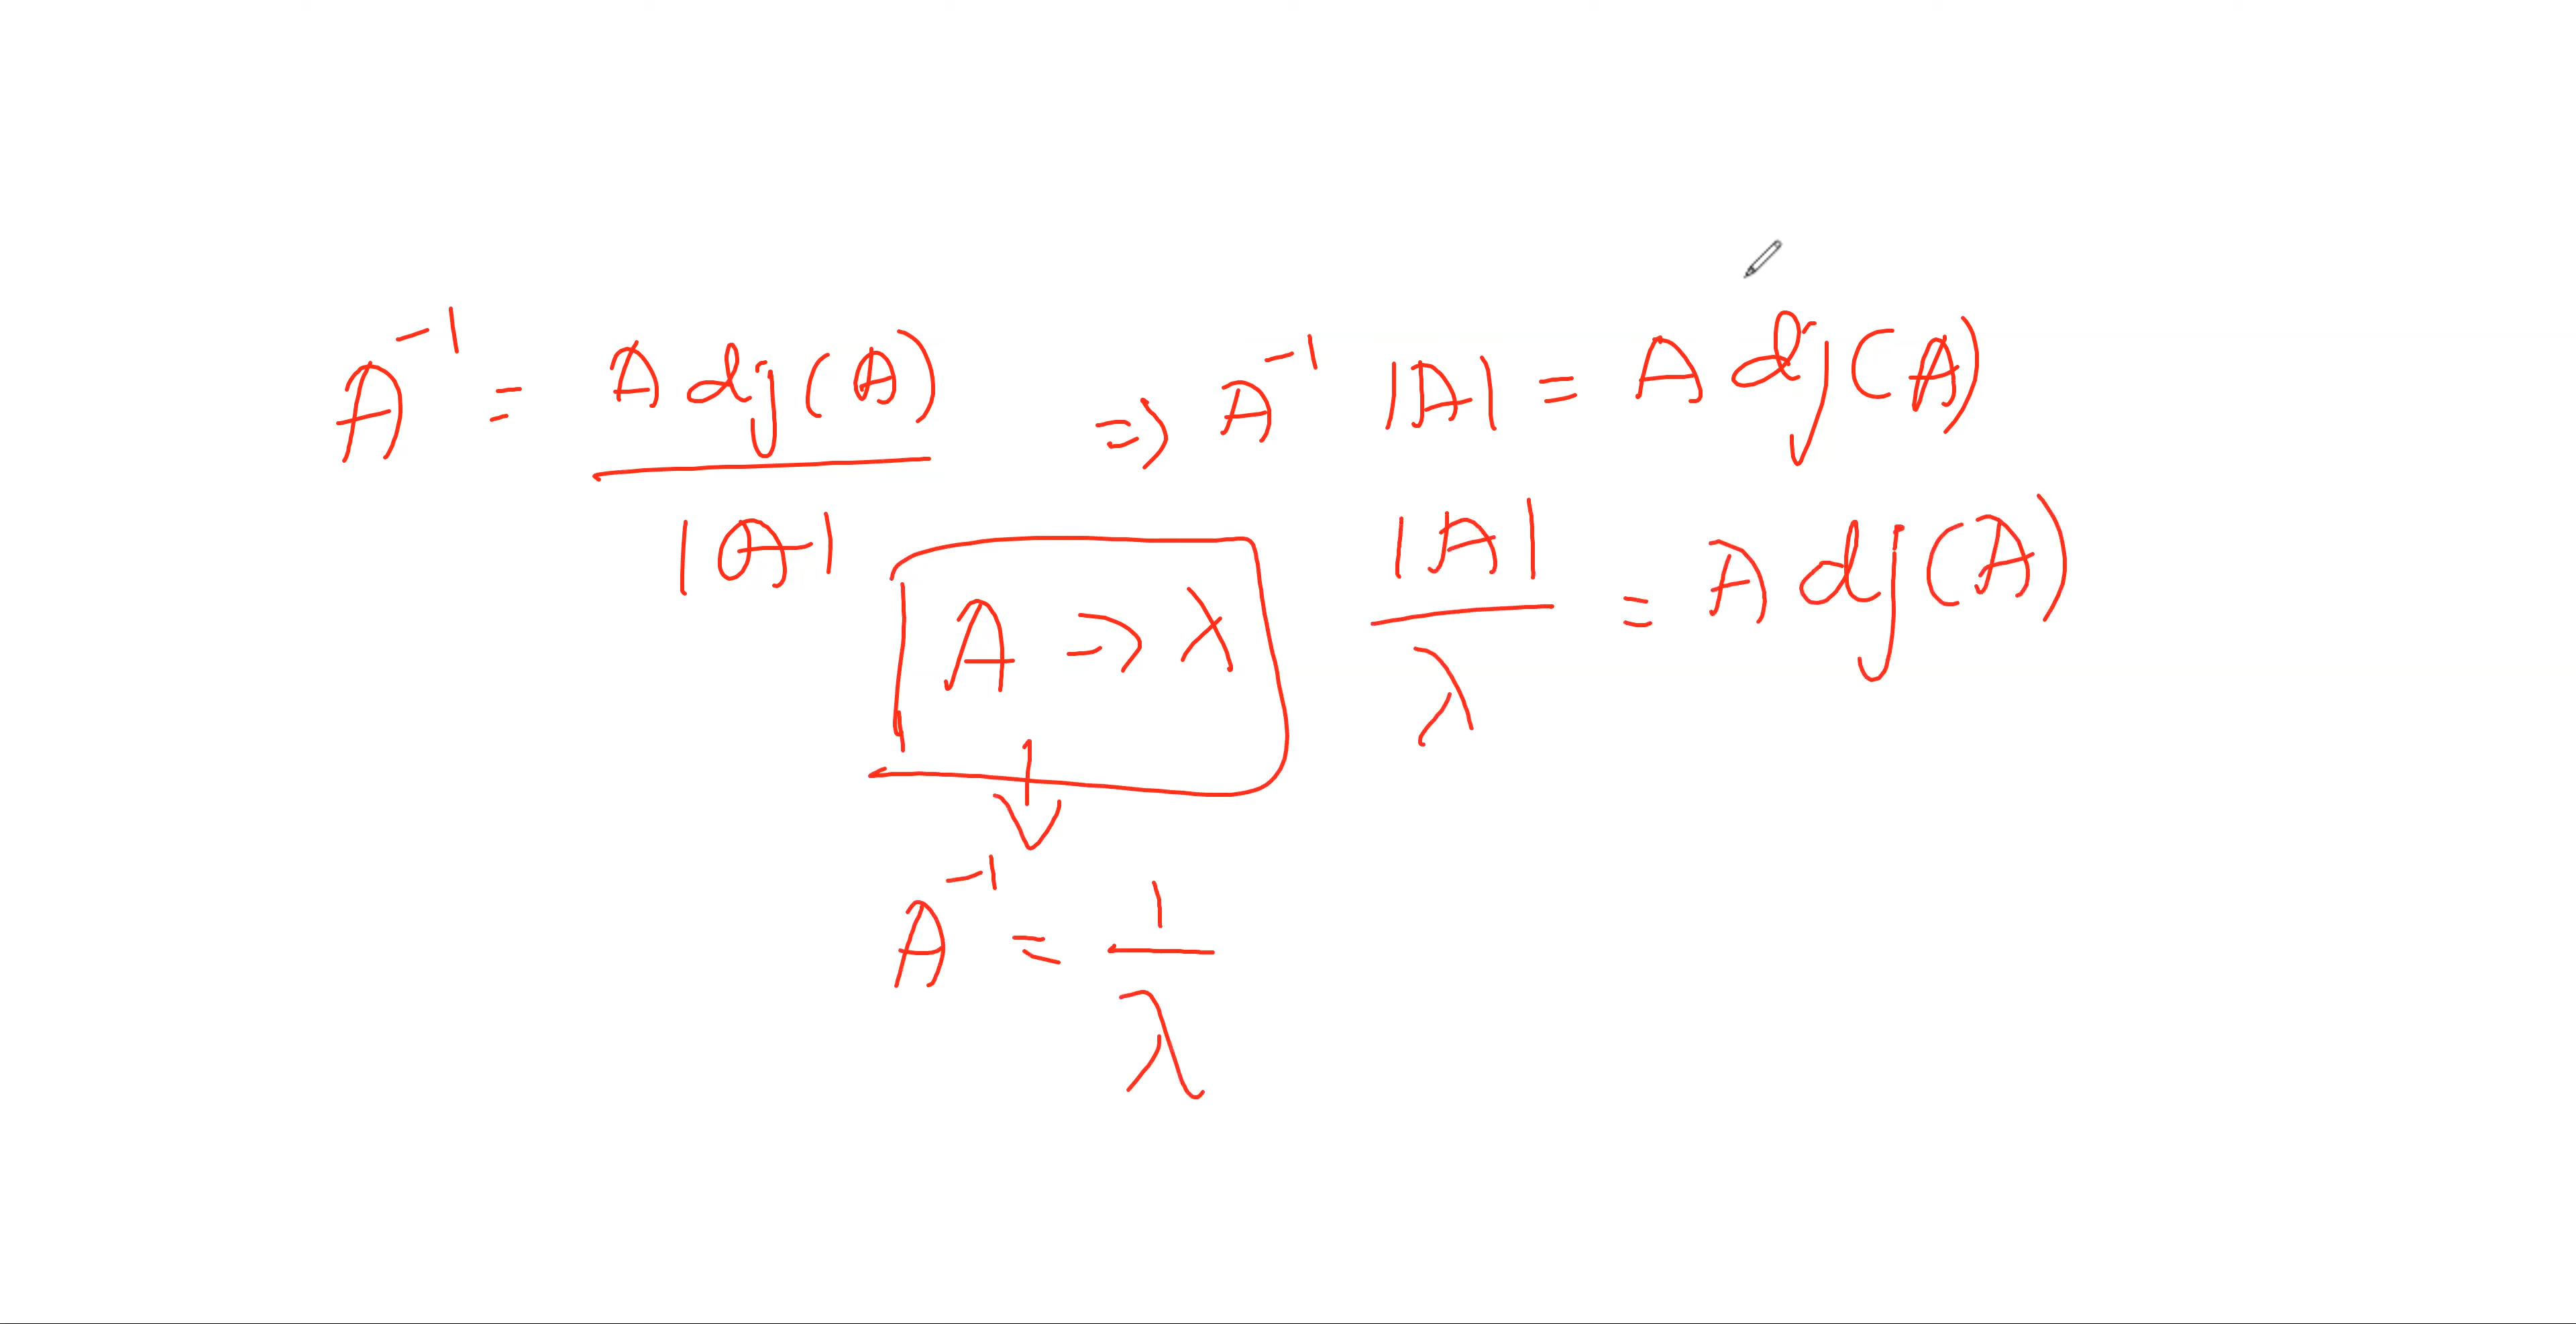 A⁻¹ = Adj(A) / |A| => A⁻¹ |A| = Adj(A)
A => λ
|A| / λ = Adj(A)
A⁻¹ = 1 / λ